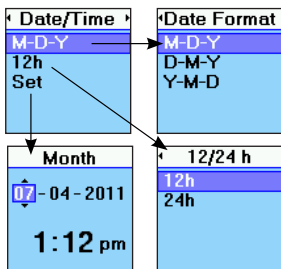 Date/Time
M-D-Y
12h
Set
Date Format
M-D-Y
D-M-Y
Y-M-D
Month
07-04-2011
1:12 pm
12/24 h
12h
24h